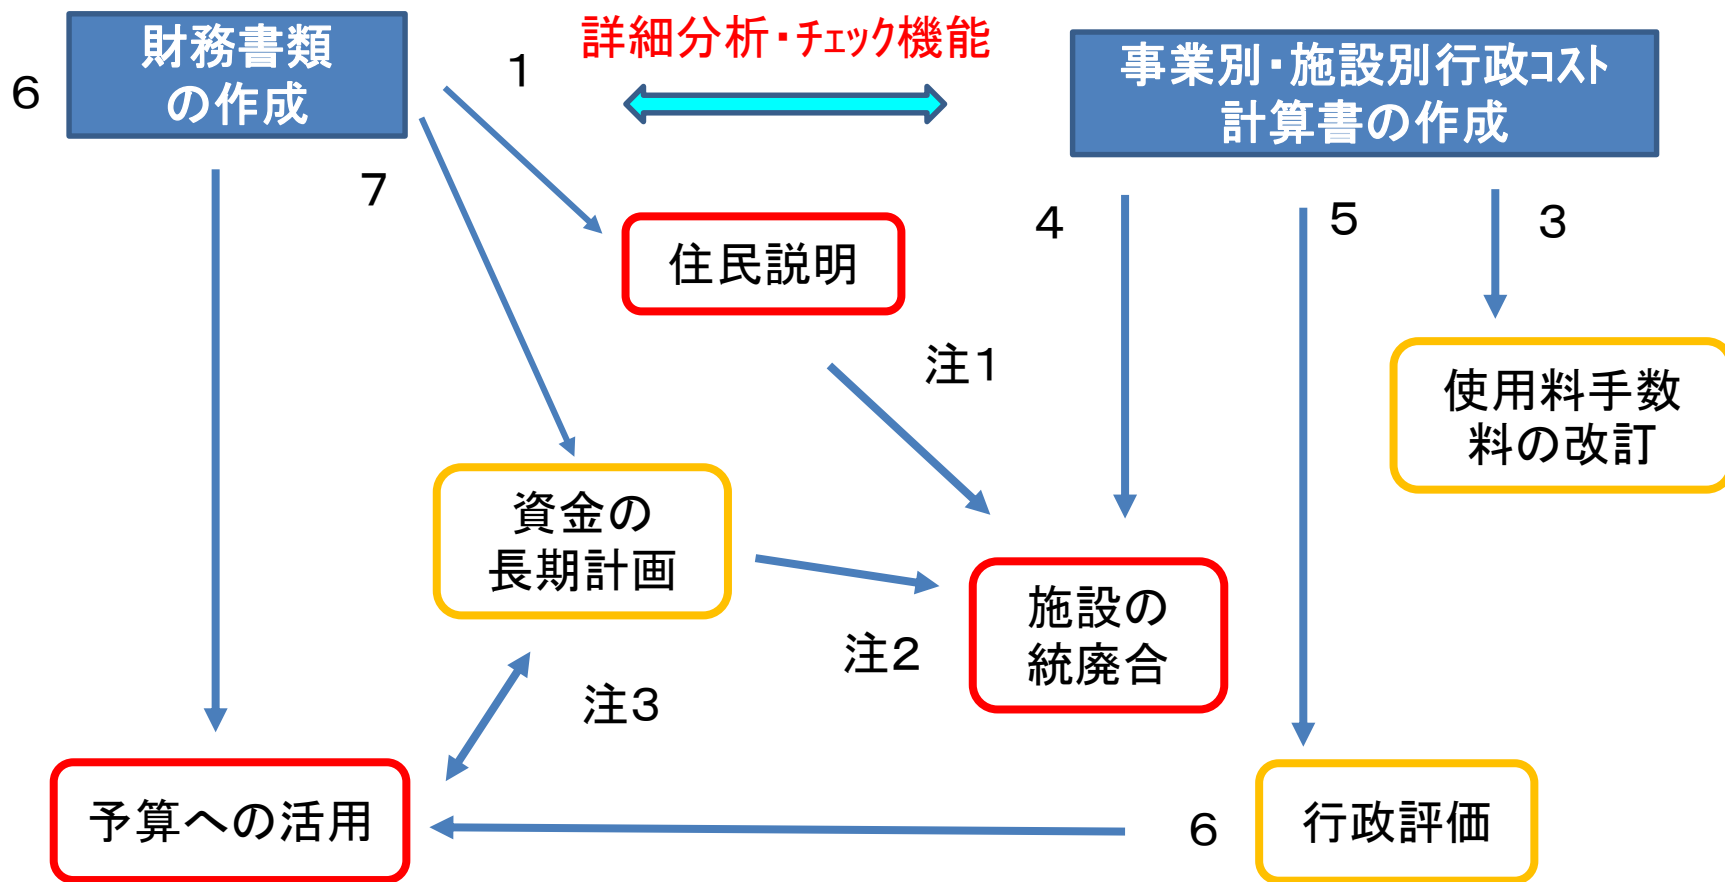 財務書類
の作成
6
1
詳細分析・チェック機能
事業別・施設別行政コスト
計算書の作成
7
4
5
3
住民説明
注1
使用料手数
料の改訂
資金の
長期計画
注2
施設の
統廃合
注3
予算への活用
6
行政評価